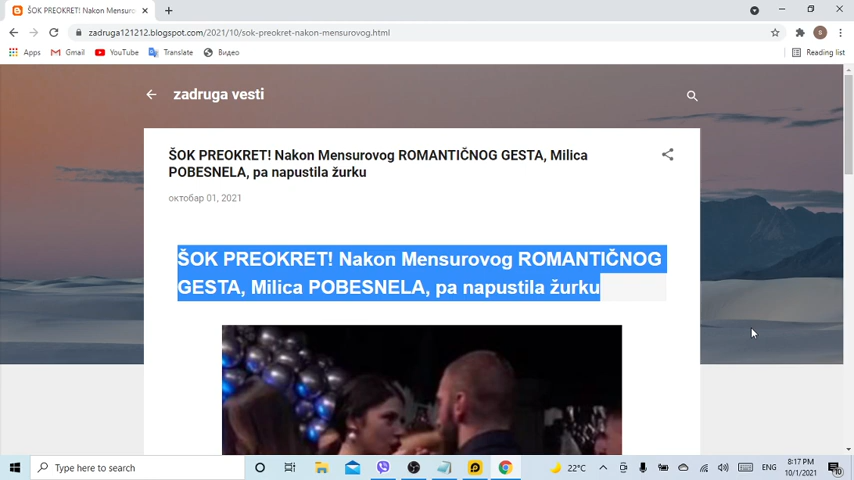 ŠOK PREOKRET! Nakon Mensuro
zadruga121212.blogspot.com/2021/10/sok-preokret-nakon-mensurovog.html
B
Apps
Gmail
YouTube
Translate
Видео
Reading list
zadruga vesti
ŠOK PREOKRET! Nakon Mensurovog ROMANTIČNOG GESTA, Milica
POBESNELA, pa napustila žurku
октобар 01, 2021
ŠOK PREOKRET! Nakon Mensurovog ROMANTIČNOG
GESTA, Milica POBESNELA, pa napustila žurku
Type here to search
22°C
ENG
8:17 PM
10/1/2021
10